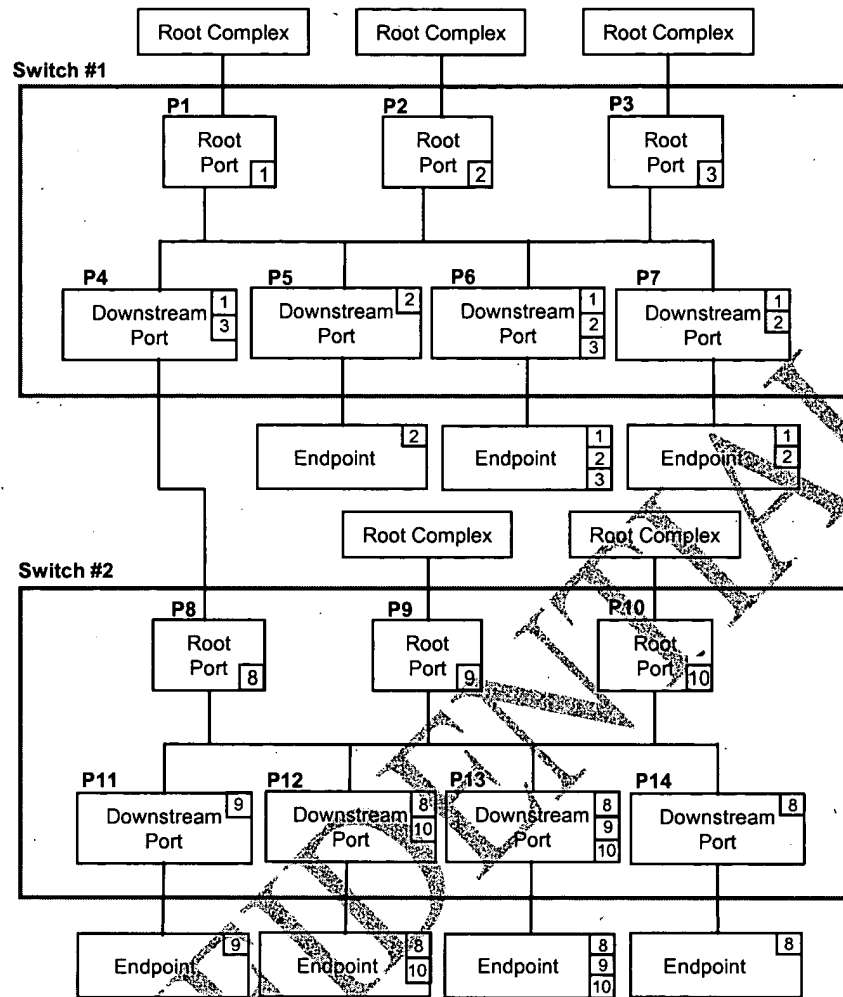 Root Complex
Root Complex
Root Complex
Switch #1
P1
P2
P3
Root
Port
1
Root
Port
2
Root
Port
3
P4
P5
P6
P7
Downstream
Port
1
3
Downstream
Port
2
Downstream
Port
1
2
3
Downstream
Port
1
2
Endpoint
2
Endpoint
1
2
3
Endpoint
1
2
Root Complex
Root Complex
Switch #2
P8
P9
P10
Root
Port
8
Root
Port
9
Root
Port
10
P11
P12
P13
P14
Downstream
Port
9
Downstream
Port
8
10
Downstream
Port
8
9
10
Downstream
Port
8
Endpoint
9
Endpoint
8
10
Endpoint
8
9
10
Endpoint
8